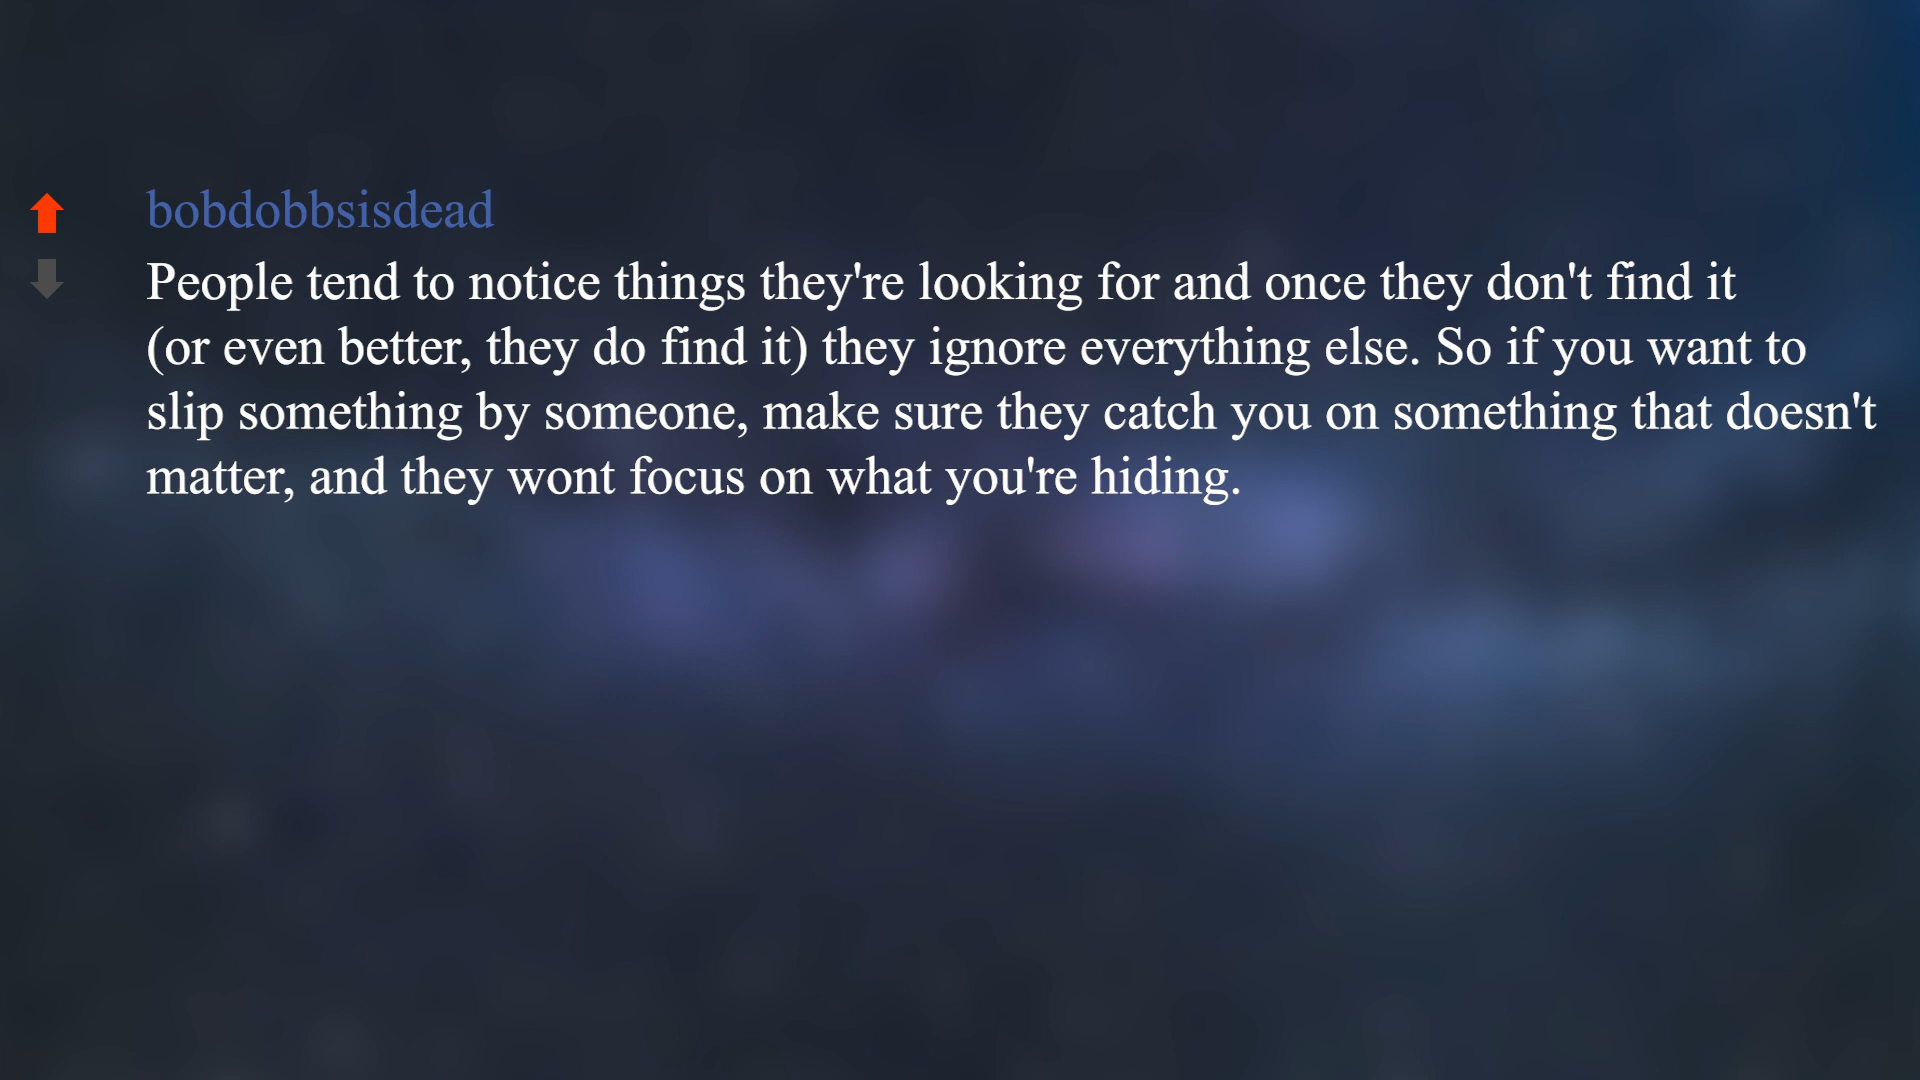 bobdobbsisdead
People tend to notice things they're looking for and once they don't find it
(or even better, they do find it) they ignore everything else. So if you want to
slip something by someone, make sure they catch you on something that doesn't
matter, and they wont focus on what you're hiding.